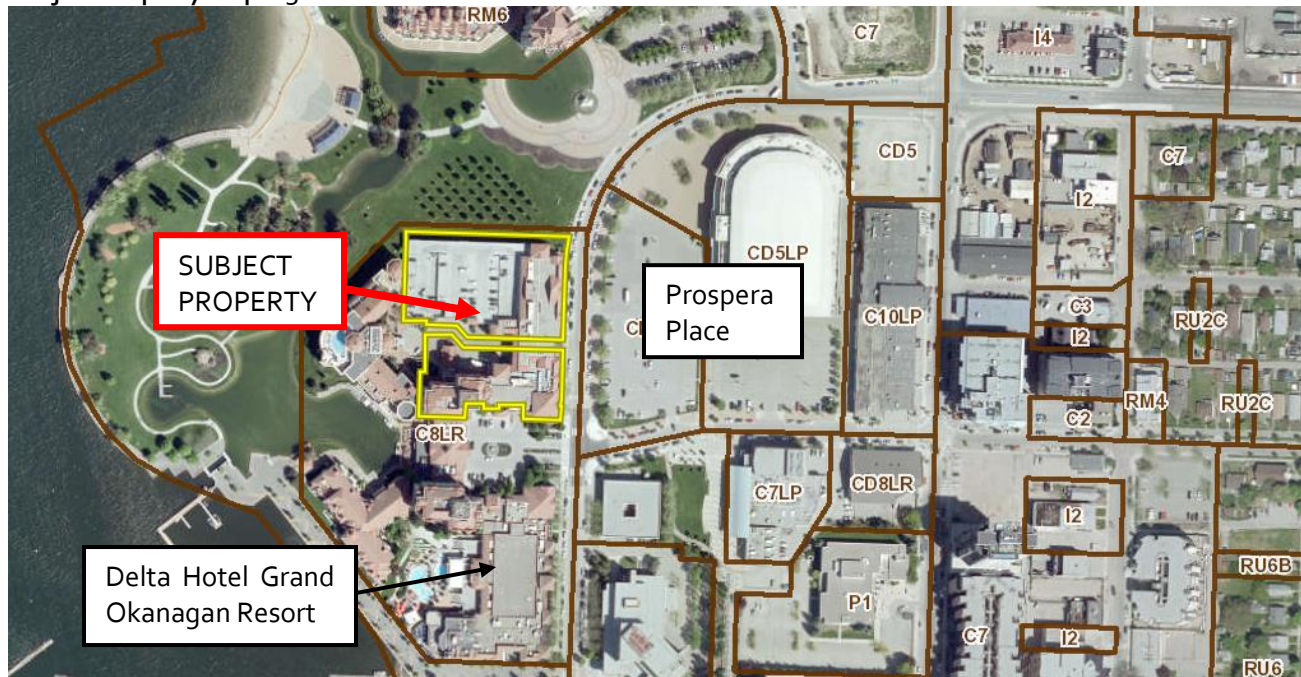 RM6
C7
I4
CD5
C7
I2
SUBJECT
PROPERTY
CD5LP
Prospera
Place
C10LP
C3
I2
RU2C
RM4
RU2C
C2
C8LR
C7LP
CD8LR
I2
Delta Hotel Grand
Okanagan Resort
P1
C7
I2
RU6B
RU6